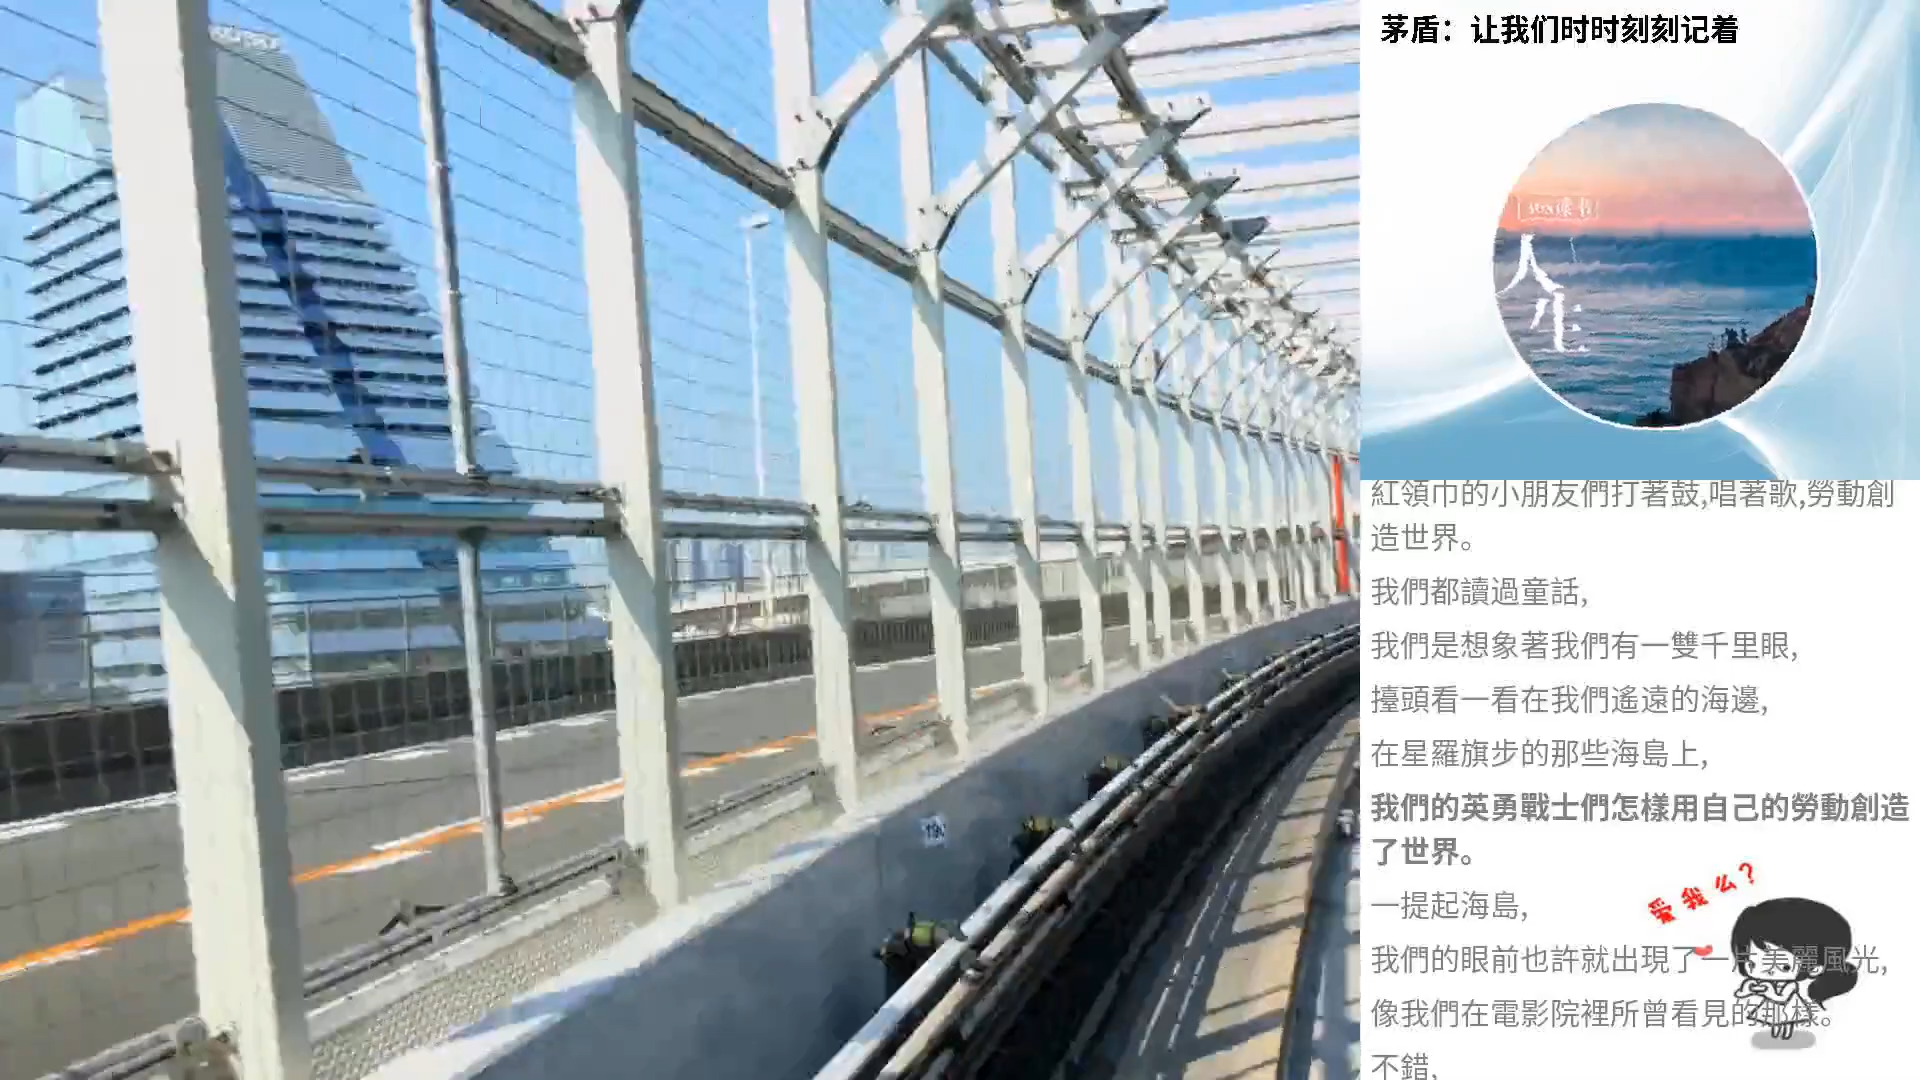 茅盾：让我们时时刻刻记着
人生
190
紅領巾的小朋友們打著鼓,唱著歌,勞動創
造世界。
我們都讀過童話,
我們是想象著我們有一雙千里眼,
擡頭看一看在我們遙遠的海邊,
在星羅旗步的那些海島上,
我們的英勇戰士們怎樣用自己的勞動創造
了世界。
一提起海島,
爱我么？
我們的眼前也許就出現了一片美麗風光,
像我們在電影院裡所曾看見的那樣。
不錯,